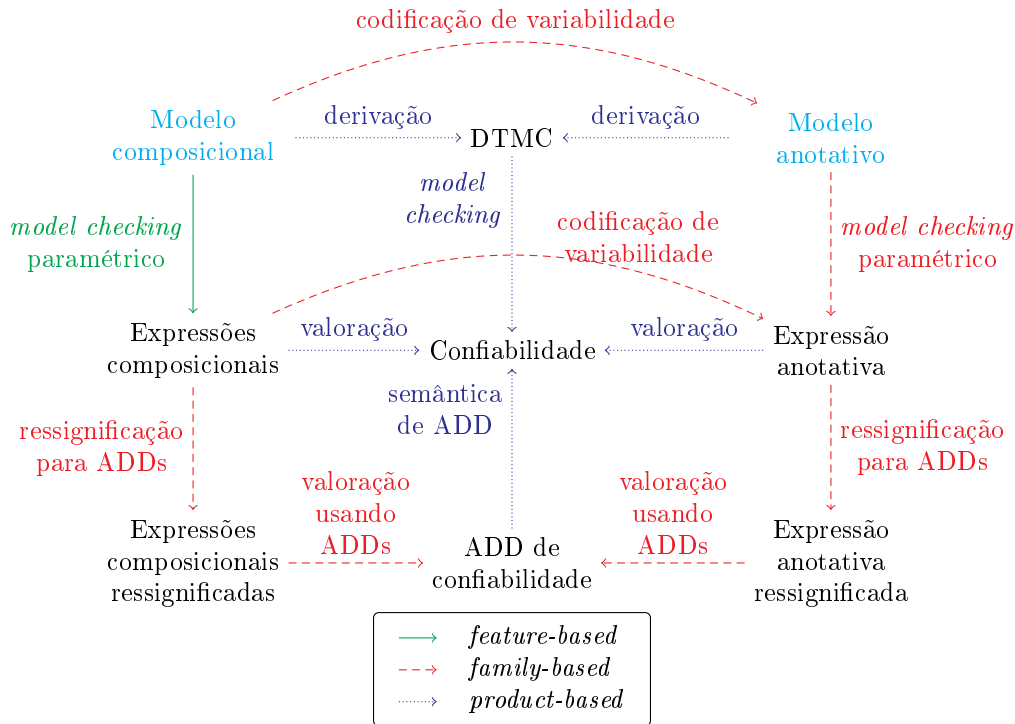 codificação de variabilidade
Modelo
composicional
derivação
DTMC
derivação
Modelo
anotativo
model
checking
model checking
paramétrico
codificação de
variabilidade
model checking
paramétrico
Expressões
composicionais
valoração
Confiabilidade
valoração
Expressão
anotativa
semântica
de ADD
ressignificação
para ADDs
ressignificação
para ADDs
valoração
usando
ADDs
valoração
usando
ADDs
Expressões
composicionais
ressignificadas
ADD de
confiabilidade
Expressão
anotativa
ressignificada
feature-based
family-based
product-based